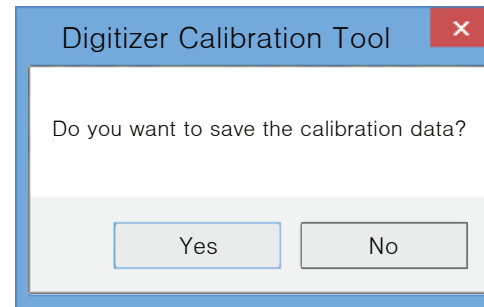 Digitizer Calibration Tool
Do you want to save the calibration data?
Yes
No